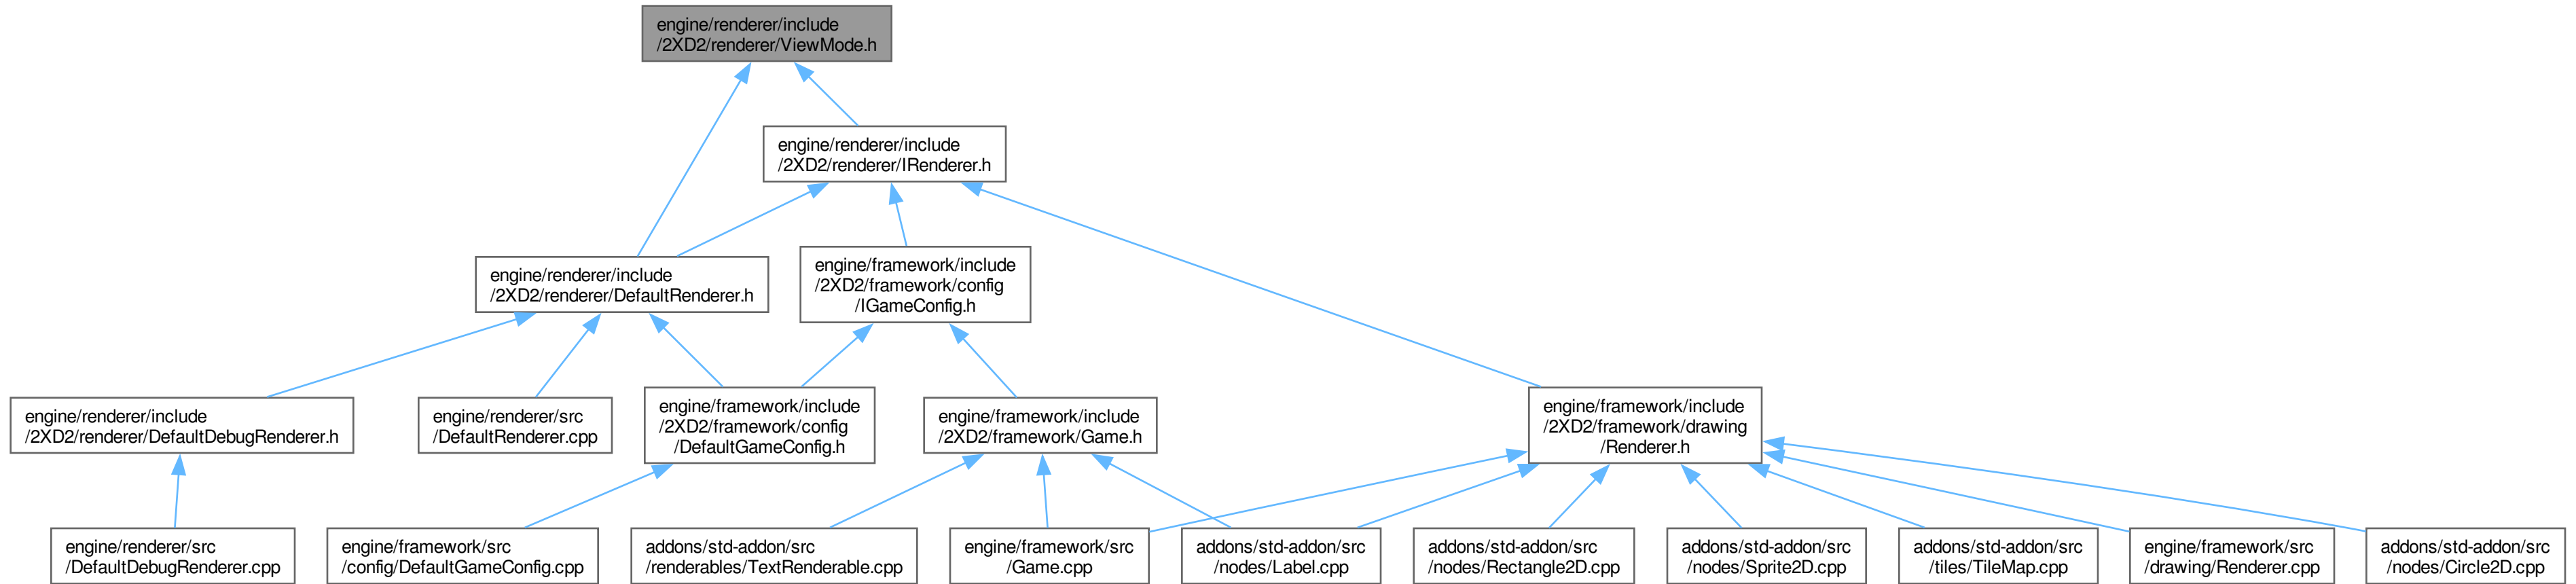 engine/renderer/include
/2XD2/renderer/ViewMode.h
engine/renderer/include
/2XD2/renderer/IRenderer.h
engine/renderer/include
/2XD2/renderer/DefaultRenderer.h
engine/framework/include
/2XD2/framework/config
/IGameConfig.h
engine/renderer/include
/2XD2/renderer/DefaultDebugRenderer.h
engine/renderer/src
/DefaultRenderer.cpp
engine/framework/include
/2XD2/framework/config
/DefaultGameConfig.h
engine/framework/include
/2XD2/framework/Game.h
engine/framework/include
/2XD2/framework/drawing
/Renderer.h
engine/renderer/src
/DefaultDebugRenderer.cpp
engine/framework/src
/config/DefaultGameConfig.cpp
addons/std-addon/src
/renderables/TextRenderable.cpp
engine/framework/src
/Game.cpp
addons/std-addon/src
/nodes/Label.cpp
addons/std-addon/src
/nodes/Rectangle2D.cpp
addons/std-addon/src
/nodes/Sprite2D.cpp
addons/std-addon/src
/tiles/TileMap.cpp
engine/framework/src
/drawing/Renderer.cpp
addons/std-addon/src
/nodes/Circle2D.cpp